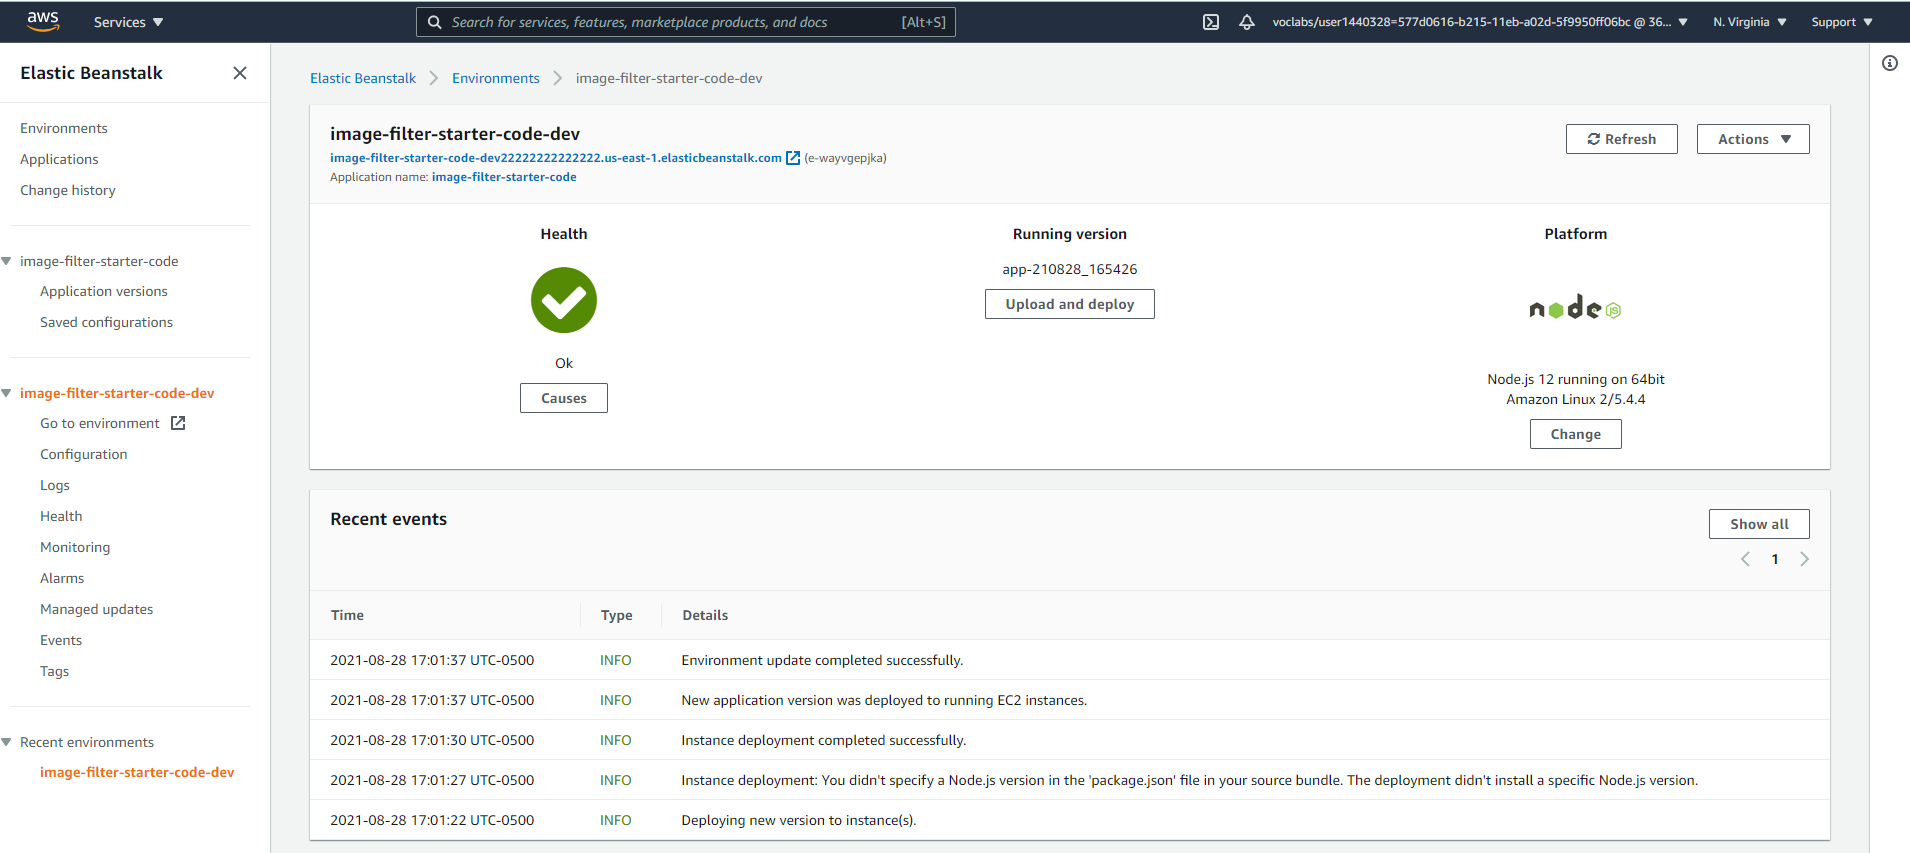 aws
Services
Search for services, features, marketplace products, and docs [Alt+S]
voclabs/user1440328=577d0616-b215-11eb-a02d-5f9950ff06bc @ 36...
N. Virginia
Support
Elastic Beanstalk
Environments
Applications
Change history
image-filter-starter-code
Application versions
Saved configurations
image-filter-starter-code-dev
Go to environment
Configuration
Logs
Health
Monitoring
Alarms
Managed updates
Events
Tags
Recent environments
image-filter-starter-code-dev
Elastic Beanstalk > Environments > image-filter-starter-code-dev
image-filter-starter-code-dev
image-filter-starter-code-dev22222222222222.us-east-1.elasticbeanstalk.com (e-wayvgepjka)
Application name: image-filter-starter-code
Refresh
Actions
Health
Ok
Causes
Running version
app-210828_165426
Upload and deploy
Platform
node JS
Node.js 12 running on 64bit
Amazon Linux 2/5.4.4
Change
Recent events
Show all
1
Time Type Details
2021-08-28 17:01:37 UTC-0500 INFO Environment update completed successfully.
2021-08-28 17:01:37 UTC-0500 INFO New application version was deployed to running EC2 instances.
2021-08-28 17:01:30 UTC-0500 INFO Instance deployment completed successfully.
2021-08-28 17:01:27 UTC-0500 INFO Instance deployment: You didn't specify a Node.js version in the 'package.json' file in your source bundle. The deployment didn't install a specific Node.js version.
2021-08-28 17:01:22 UTC-0500 INFO Deploying new version to instance(s).